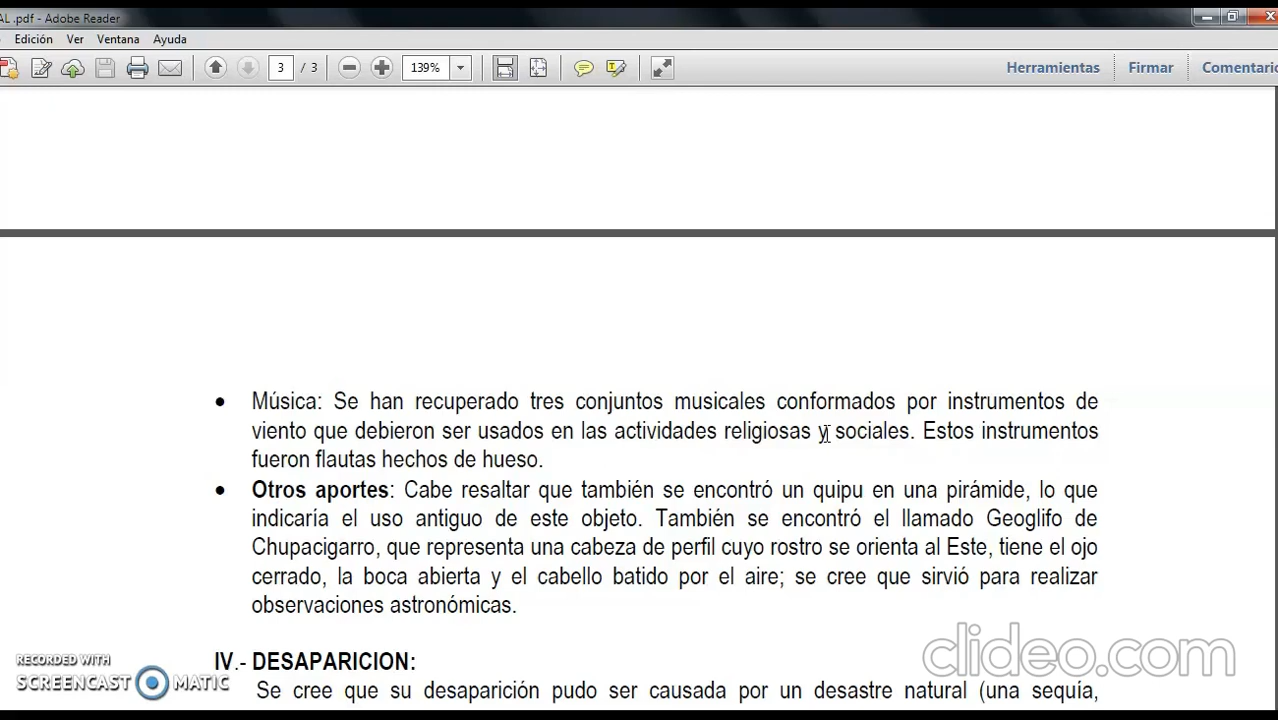 AL .pdf - Adobe Reader
Edición Ver Ventana Ayuda
3 / 3 139% Herramientas Firmar Comentario
Música: Se han recuperado tres conjuntos musicales conformados por instrumentos de
viento que debieron ser usados en las actividades religiosas y sociales. Estos instrumentos
fueron flautas hechos de hueso.
Otros aportes: Cabe resaltar que también se encontró un quipu en una pirámide, lo que
indicaría el uso antiguo de este objeto. También se encontró el llamado Geoglifo de
Chupacigarro, que representa una cabeza de perfil cuyo rostro se orienta al Este, tiene el ojo
cerrado, la boca abierta y el cabello batido por el aire; se cree que sirvió para realizar
observaciones astronómicas.
IV.- DESAPARICION:
Se cree que su desaparición pudo ser causada por un desastre natural (una sequía,
RECORDED WITH
SCREENCAST MATIC
clideo.com